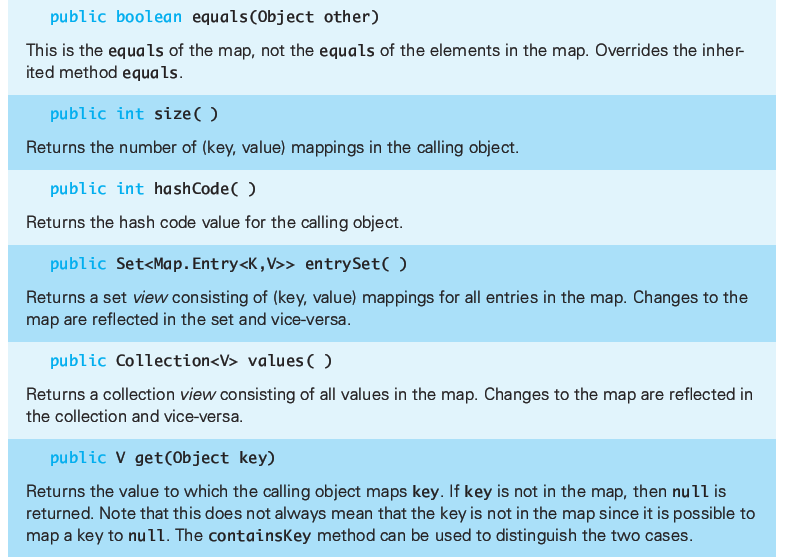 public boolean equals(Object other)
This is the equals of the map, not the equals of the elements in the map. Overrides the inher-
ited method equals.
public int size( )
Returns the number of (key, value) mappings in the calling object.
public int hashCode( )
Returns the hash code value for the calling object.
public Set<Map.Entry<K,V>> entrySet( )
Returns a set view consisting of (key, value) mappings for all entries in the map. Changes to the
map are reflected in the set and vice-versa.
public Collection<V> values( )
Returns a collection view consisting of all values in the map. Changes to the map are reflected in
the collection and vice-versa.
public V get(Object key)
Returns the value to which the calling object maps key. If key is not in the map, then null is
returned. Note that this does not always mean that the key is not in the map since it is possible to
map a key to null. The containsKey method can be used to distinguish the two cases.